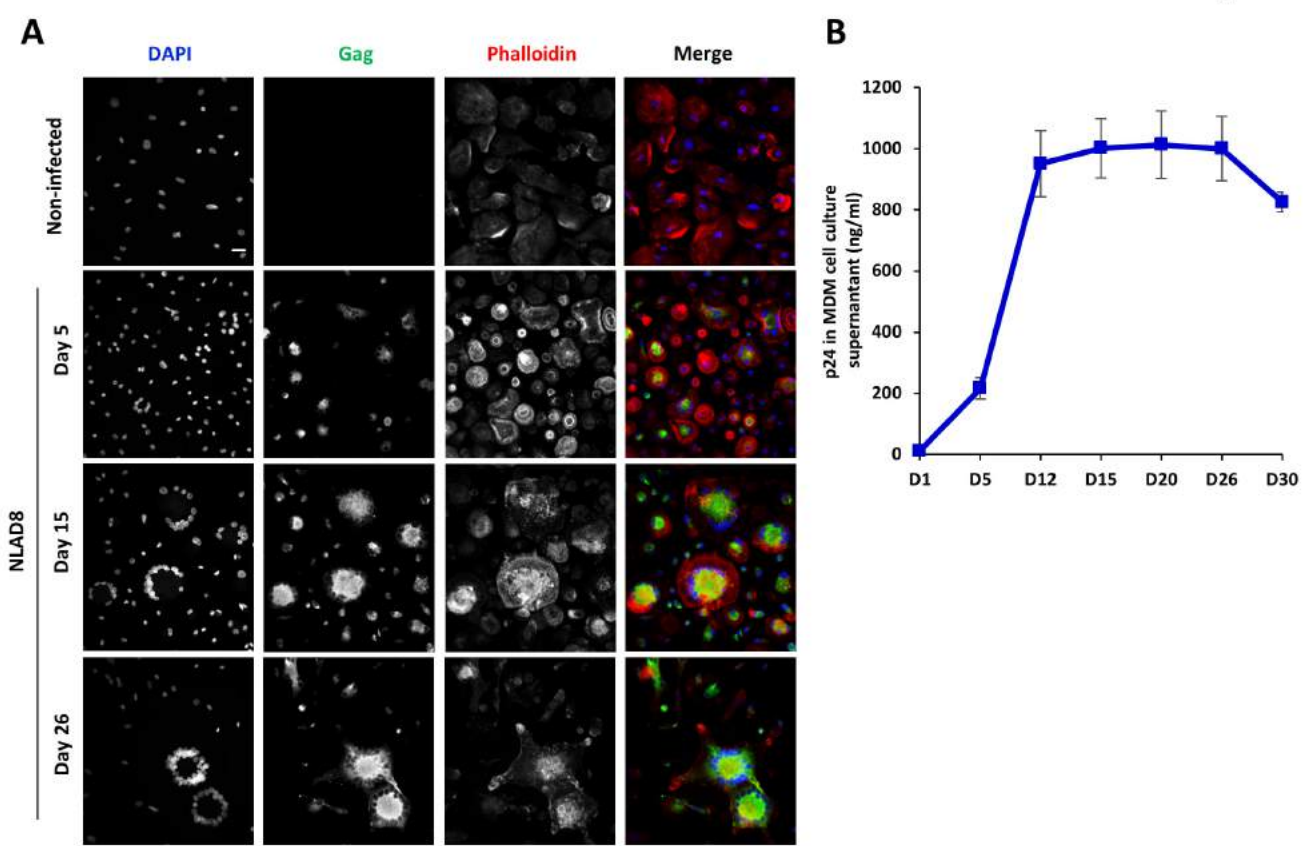 A
DAPI Gag Phalloidin Merge
Non-infected
NLAD8
Day 5
Day 15
Day 26
B
p24 in MDM cell culture
supernantant (ng/ml)
1200
1000
800
600
400
200
0
D1 D5 D12 D15 D20 D26 D30